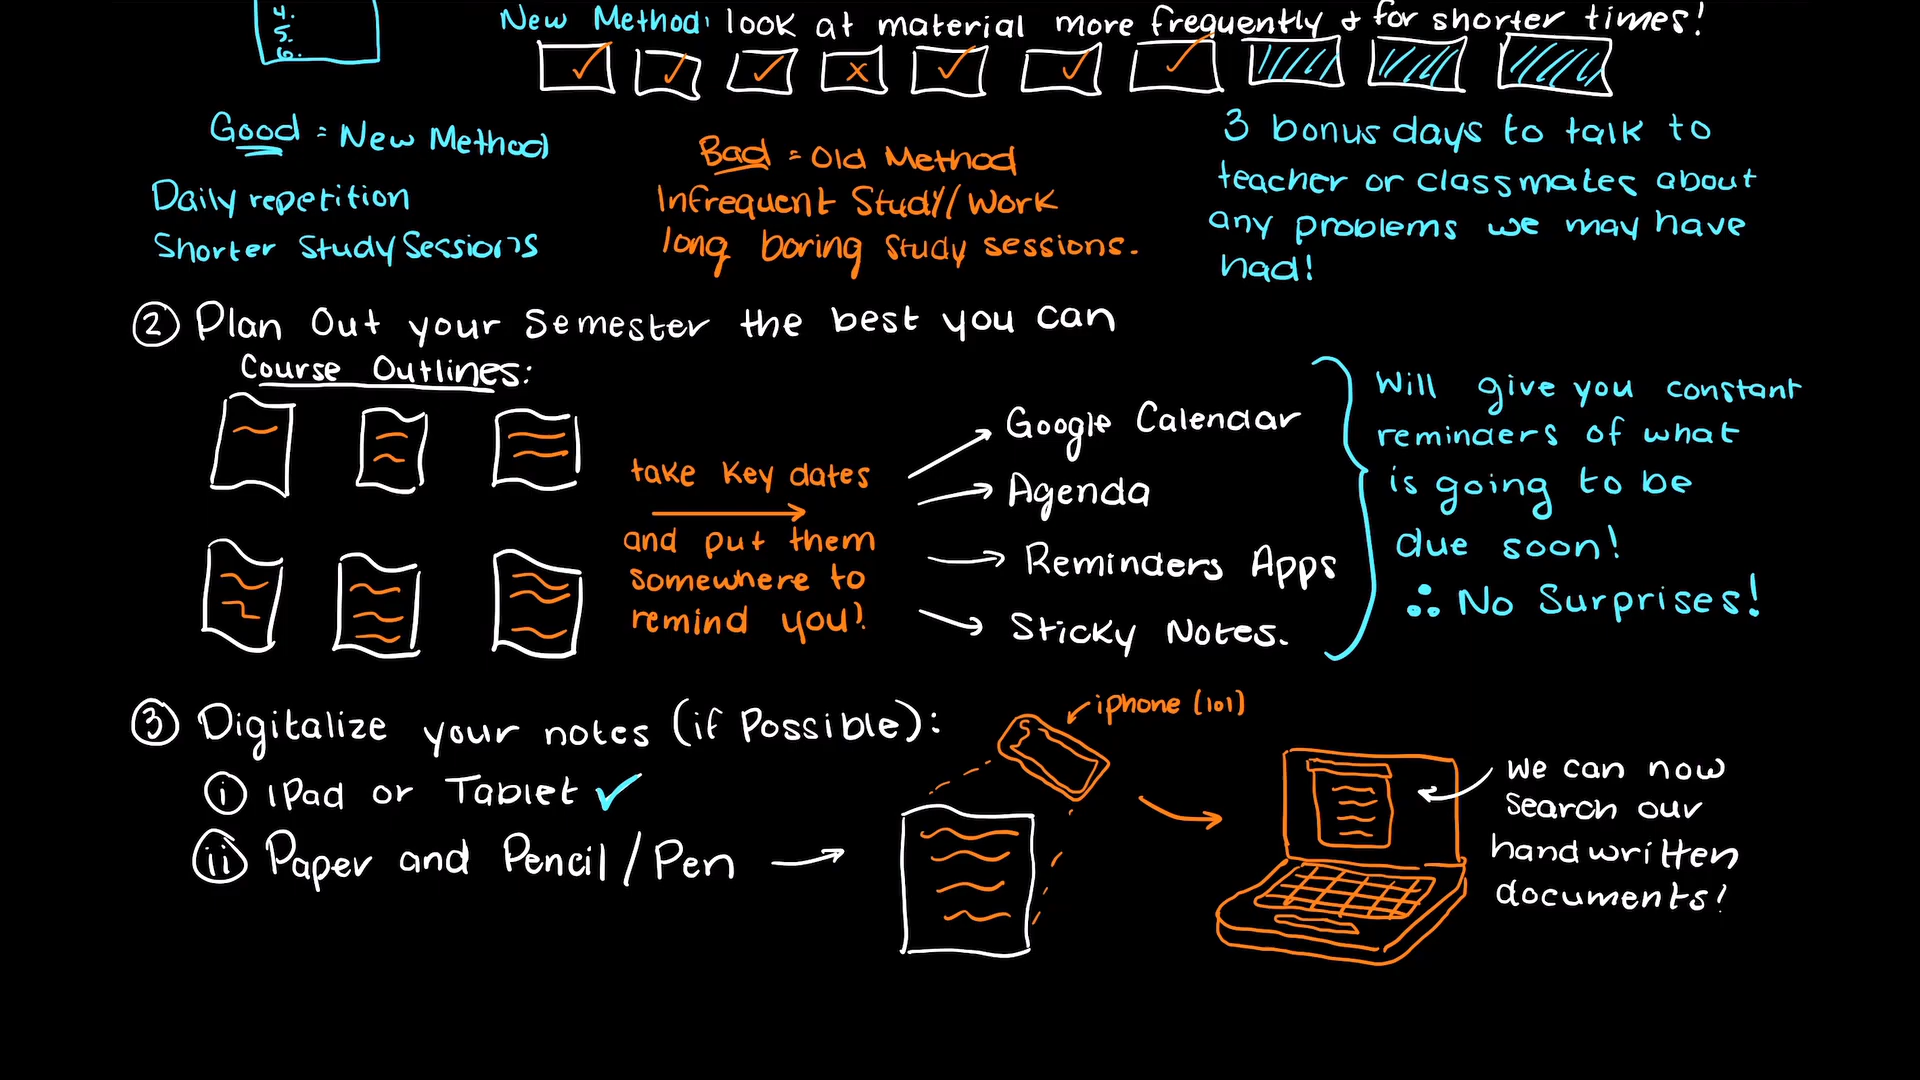 4.
5.
6.
New Method: look at material more frequently & for shorter times!
Good = New Method
Daily repetition
Shorter Study Sessions
Bad = Old Method
Infrequent Study/Work
long boring study sessions.
3 bonus days to talk to
teacher or classmates about
any problems we may have
had!
② Plan Out your Semester the best you can
Course Outlines:
take key dates
and put them
somewhere to
remind you!
Google Calendar
Agenda
Reminders Apps
Sticky Notes.
Will give you constant
reminders of what
is going to be
due soon!
∴ No Surprises!
③ Digitalize your notes (if Possible):
ⓘ iPad or Tablet ✓
ⓘⓘ Paper and Pencil/Pen
iphone (lol)
We can now
search our
handwritten
documents!